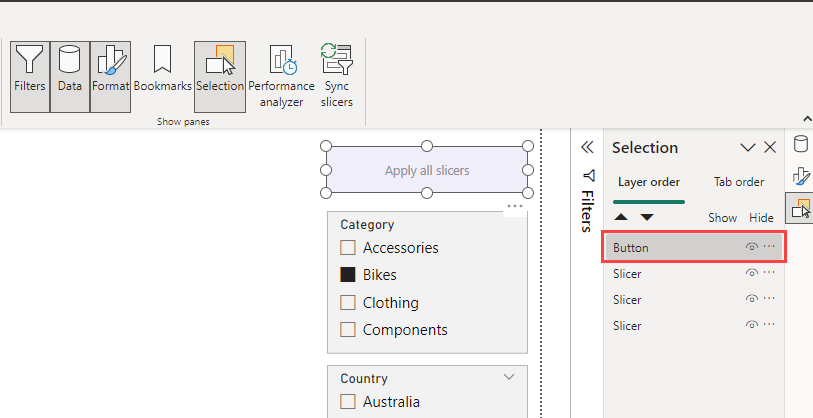 Filters Data Format Bookmarks Selection Performance analyzer Sync slicers
Show panes
Apply all slicers
Category
Accessories
Bikes
Clothing
Components
Country
Australia
Filters
Selection
Layer order Tab order
Show Hide
Button
Slicer
Slicer
Slicer